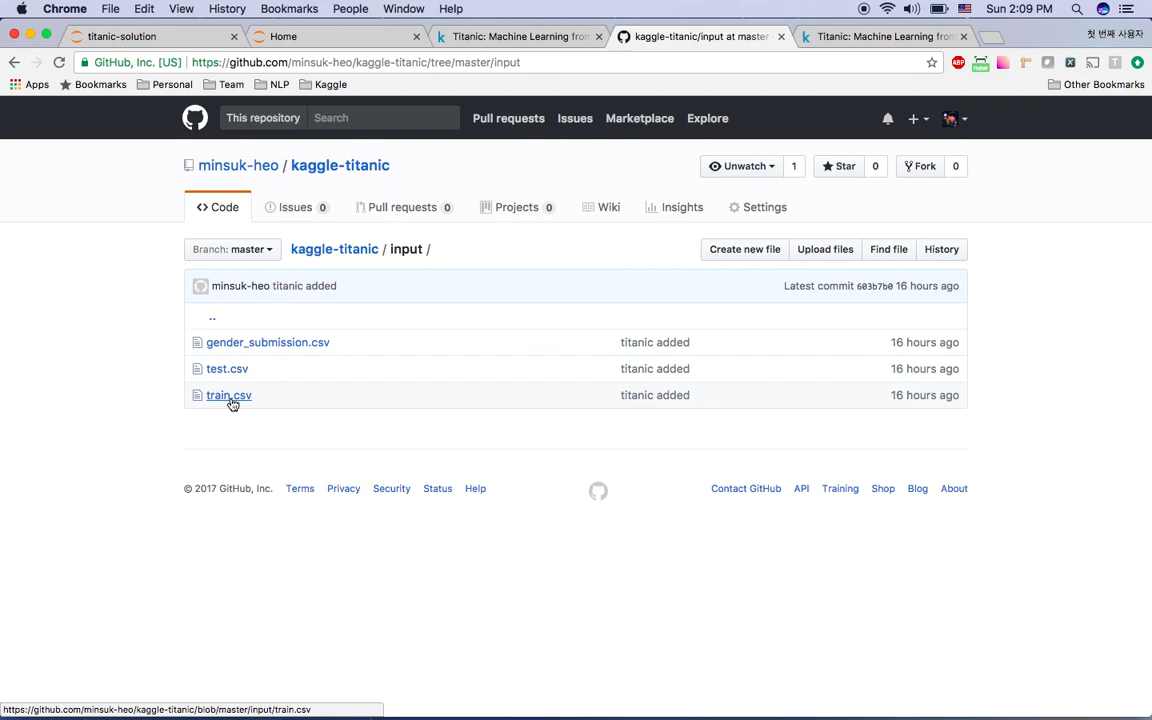 Chrome File Edit View History Bookmarks People Window Help Sun 2:09 PM
titanic-solution Home Titanic: Machine Learning from kaggle-titanic/input at master Titanic: Machine Learning from 첫 번째 사용자
GitHub, Inc. [US] https://github.com/minsuk-heo/kaggle-titanic/tree/master/input
Apps Bookmarks Personal Team NLP Kaggle Other Bookmarks
This repository Search Pull requests Issues Marketplace Explore
minsuk-heo / kaggle-titanic Unwatch 1 Star 0 Fork 0
Code Issues 0 Pull requests 0 Projects 0 Wiki Insights Settings
Branch: master kaggle-titanic / input / Create new file Upload files Find file History
minsuk-heo titanic added Latest commit 603b7b0 16 hours ago
..
gender_submission.csv titanic added 16 hours ago
test.csv titanic added 16 hours ago
train.csv titanic added 16 hours ago
© 2017 GitHub, Inc. Terms Privacy Security Status Help Contact GitHub API Training Shop Blog About
https://github.com/minsuk-heo/kaggle-titanic/blob/master/input/train.csv